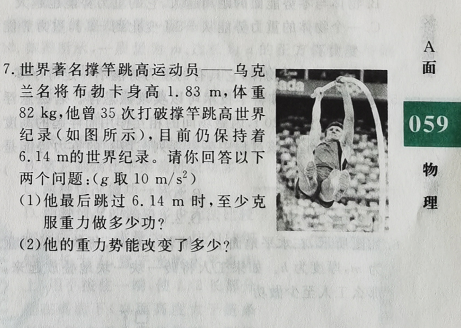 7.世界著名撑竿跳高运动员——乌克
兰名将布勃卡身高1.83 m,体重
82 kg,他曾35次打破撑竿跳高世界
纪录(如图所示),目前仍保持着
6.14 m的世界纪录。请你回答以下
两个问题:(g取10 m/s²)
(1)他最后跳过6.14 m时,至少克
服重力做多少功?
(2)他的重力势能改变了多少?
ada
A
面
059
物
理